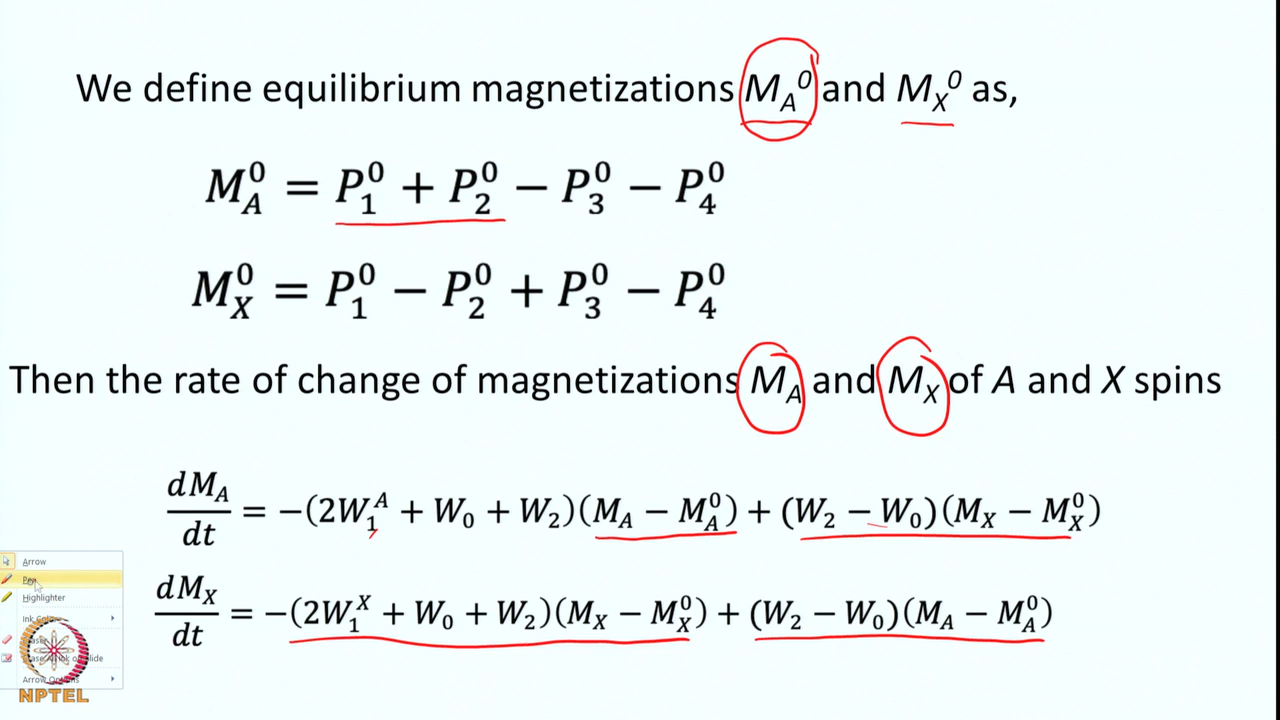 We define equilibrium magnetizations M_A^0 and M_X^0 as,
M_A^0 = P_1^0 + P_2^0 − P_3^0 − P_4^0
M_X^0 = P_1^0 − P_2^0 + P_3^0 − P_4^0
Then the rate of change of magnetizations M_A and M_X of A and X spins
dM_A/dt = −(2W_1^A + W_0 + W_2)(M_A − M_A^0) + (W_2 − W_0)(M_X − M_X^0)
dM_X/dt = −(2W_1^X + W_0 + W_2)(M_X − M_X^0) + (W_2 − W_0)(M_A − M_A^0)
Arrow
Pen
Highlighter
Ink
Arrow
NPTEL